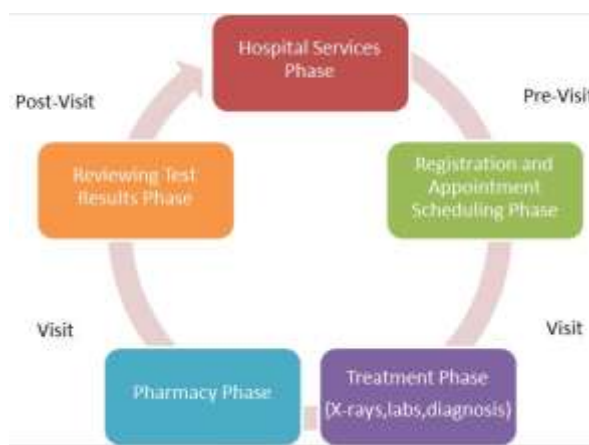 Hospital Services
Phase
Post-Visit
Pre-Visit
Reviewing Test
Results Phase
Registration and
Appointment
Scheduling Phase
Visit
Visit
Pharmacy Phase
Treatment Phase
(X-rays,labs,diagnosis)